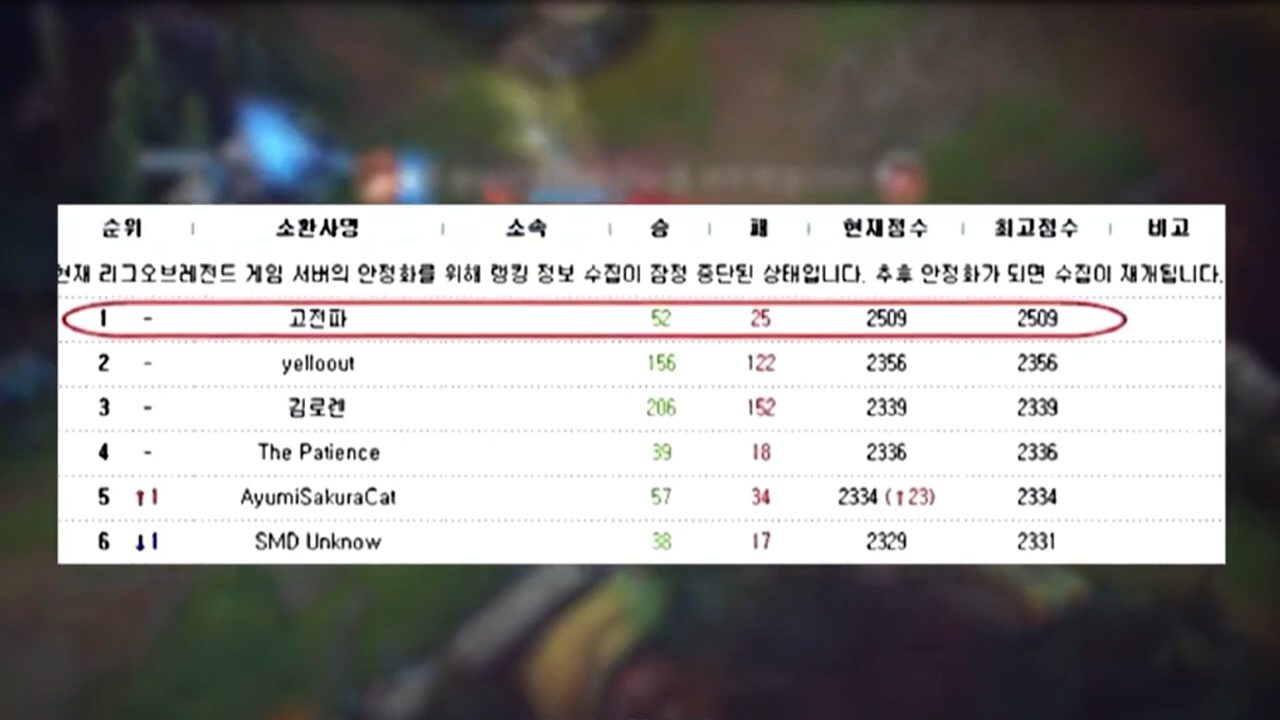 순위 소환사명 소속 승 패 현재점수 최고점수 비고
현재 리그오브레전드 게임 서버의 안정화를 위해 랭킹 정보 수집이 잠정 중단된 상태입니다. 추후 안정화가 되면 수집이 재개됩니다.
1 - 고전파 52 25 2509 2509
2 - yelloout 156 122 2356 2356
3 - 김로렌 206 152 2339 2339
4 - The Patience 39 18 2336 2336
5 ↑1 AyumiSakuraCat 57 34 2334 (↑23) 2334
6 ↓1 SMD Unknow 38 17 2329 2331